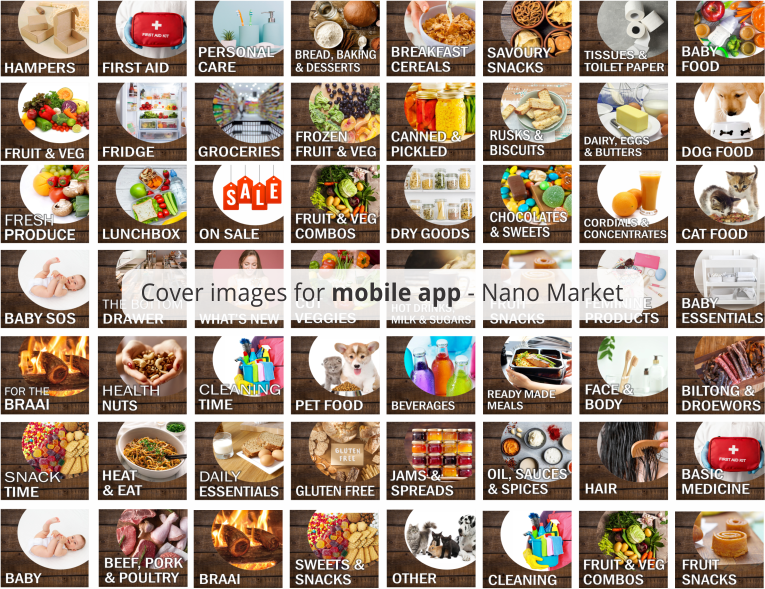 HAMPERS
FIRST AID KIT
FIRST AID
PERSONAL
CARE
BREAD, BAKING
& DESSERTS
BREAKFAST
CEREALS
SAVOURY
SNACKS
TISSUES &
TOILET PAPER
BABY
FOOD
FRUIT & VEG
FRIDGE
GROCERIES
FROZEN
FRUIT & VEG
CANNED &
PICKLED
RUSKS &
BISCUITS
DAIRY, EGGS
& BUTTERS
DOG FOOD
FRESH
PRODUCE
LUNCHBOX
SALE
ON SALE
FRUIT & VEG
COMBOS
DRY GOODS
CHOCOLATES
& SWEETS
CORDIALS &
CONCENTRATES
CAT FOOD
Cover images for mobile app - Nano Market
BABY SOS
THE BOTTOM
DRAWER
WHAT'S NEW
CUT
VEGGIES
HOT DRINKS,
MILK & SUGARS
FRUIT
SNACKS
FEMININE
PRODUCTS
BABY
ESSENTIALS
FOR THE
BRAAI
HEALTH
NUTS
CLEANING
TIME
PET FOOD
BEVERAGES
READY MADE
MEALS
FACE &
BODY
BILTONG &
DROEWORS
SNACK
TIME
HEAT
& EAT
DAILY
ESSENTIALS
GLUTEN
FREE
GLUTEN FREE
JAMS &
SPREADS
OIL, SAUCES
& SPICES
HAIR
FIRST AID KIT
BASIC
MEDICINE
BABY
BEEF, PORK
& POULTRY
BRAAI
SWEETS &
SNACKS
OTHER
CLEANING
FRUIT & VEG
COMBOS
FRUIT
SNACKS